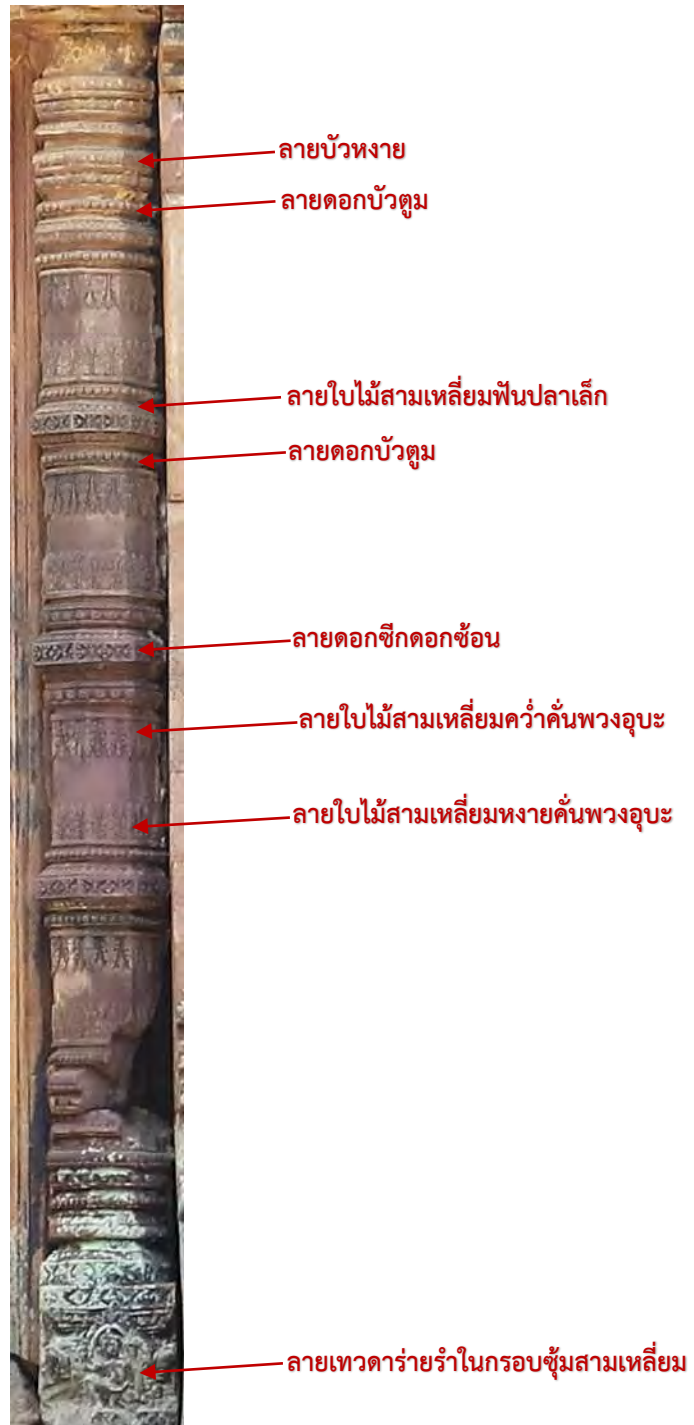 ลายบัวหงาย
ลายดอกบัวตูม
ลายใบไม้สามเหลี่ยมฟันปลาเล็ก
ลายดอกบัวตูม
ลายดอกซีกดอกซ้อน
ลายใบไม้สามเหลี่ยมคว่ำคั่นพวงอุบะ
ลายใบไม้สามเหลี่ยมหงายคั่นพวงอุบะ
ลายเทวดาร่ายรำในกรอบซุ้มสามเหลี่ยม